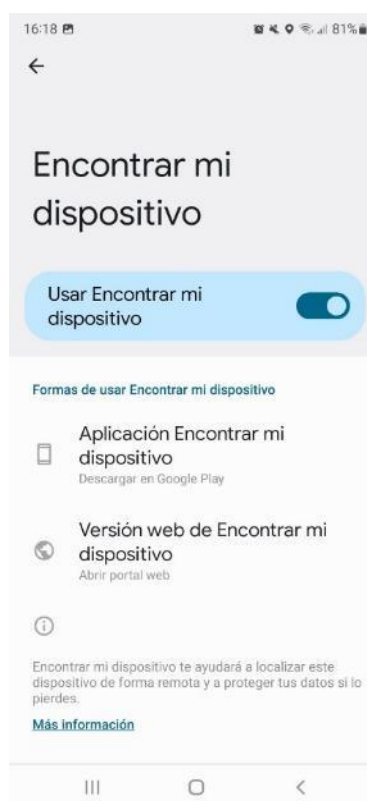 16:18 81%
Encontrar mi
dispositivo
Usar Encontrar mi
dispositivo
Formas de usar Encontrar mi dispositivo
Aplicación Encontrar mi
dispositivo
Descargar en Google Play
Versión web de Encontrar mi
dispositivo
Abrir portal web
Encontrar mi dispositivo te ayudará a localizar este
dispositivo de forma remota y a proteger tus datos si lo
pierdes.
Más información